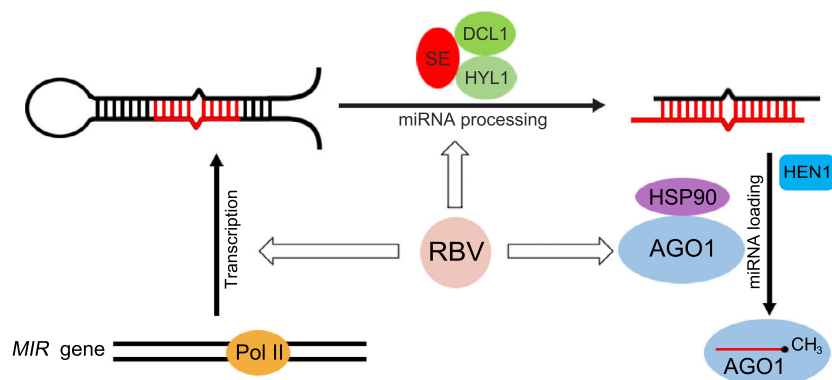 DCL1
SE
HYL1
miRNA processing
HEN1
HSP90
AGO1
miRNA loading
RBV
Transcription
MIR gene
Pol II
CH3
AGO1